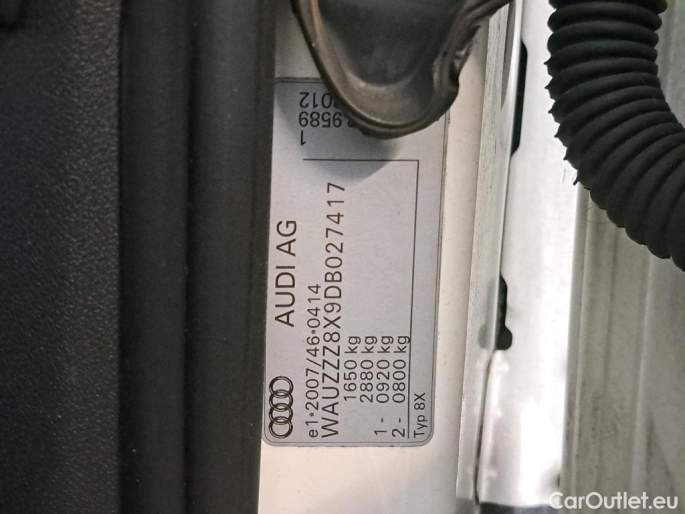 AUDI AG
e1*2007/46*0414
WAUZZZ8X9DB027417
1650 kg
2880 kg
1- 0920 kg
2- 0800 kg
Typ 8X
1
9589
012
CarOutlet.eu